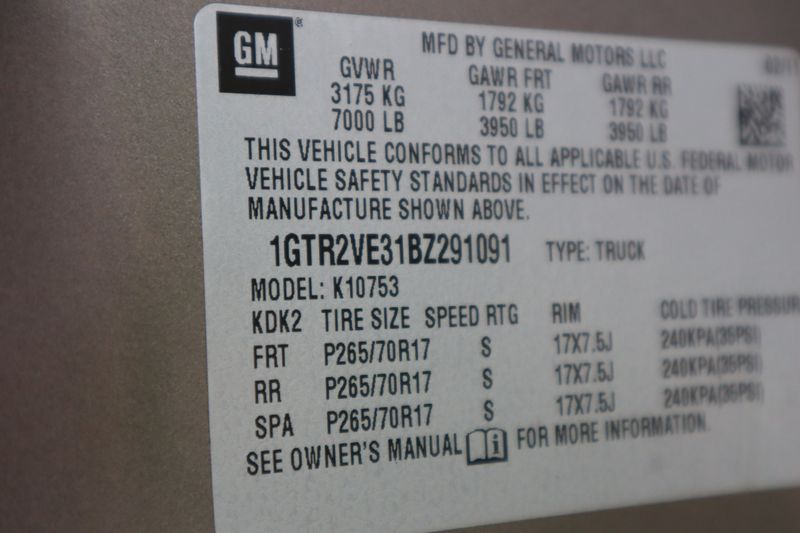 GM®
MFD BY GENERAL MOTORS LLC
GVWR GAWR FRT GAWR RR
3175 KG 1792 KG 1792 KG
7000 LB 3950 LB 3950 LB
THIS VEHICLE CONFORMS TO ALL APPLICABLE U.S. FEDERAL MOTOR
VEHICLE SAFETY STANDARDS IN EFFECT ON THE DATE OF
MANUFACTURE SHOWN ABOVE.
1GTR2VE31BZ291091 TYPE: TRUCK
MODEL: K10753
KDK2 TIRE SIZE SPEED RTG RIM COLD TIRE PRESSUR
FRT P265/70R17 S 17X7.5J 240KPA(35PSI)
RR P265/70R17 S 17X7.5J 240KPA(35PSI)
SPA P265/70R17 S 17X7.5J 240KPA(35PSI)
SEE OWNER'S MANUAL i FOR MORE INFORMATION.